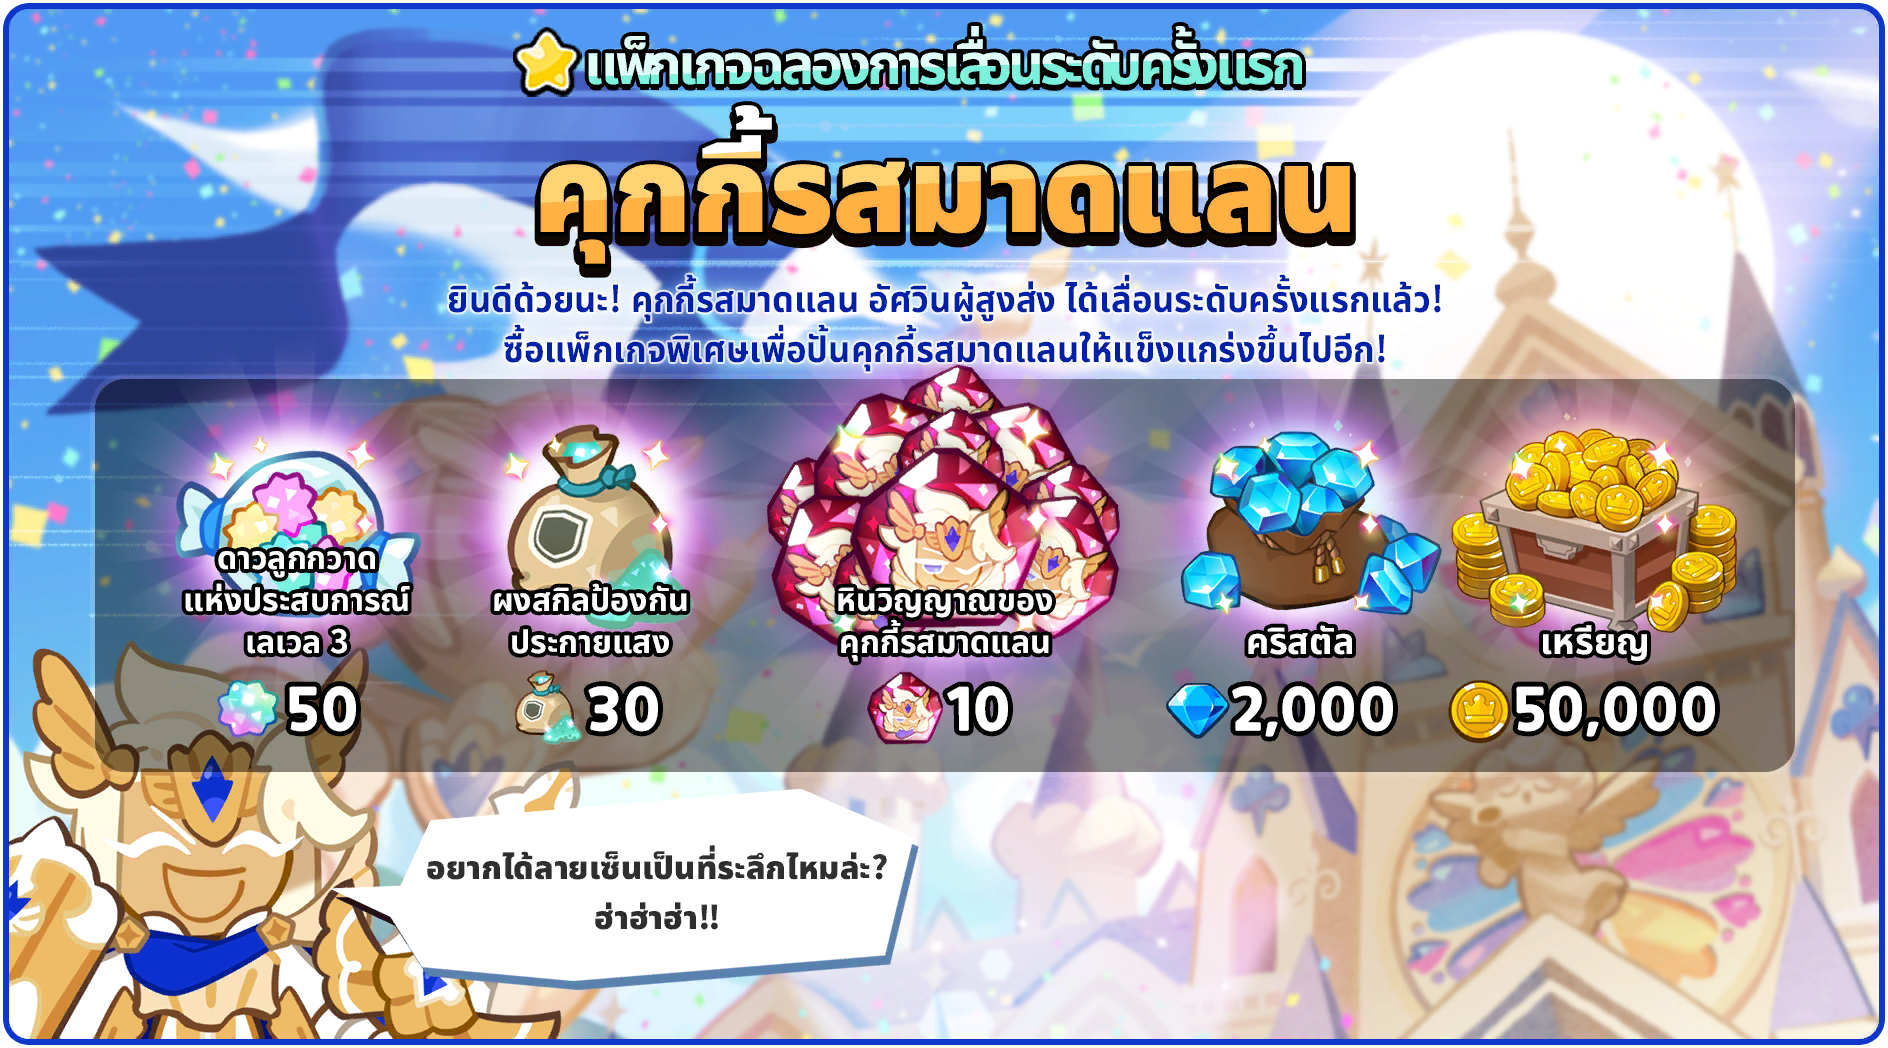 แพ็กเกจฉลองการเลื่อนระดับครั้งแรก
คุกกี้รสมาดแลน
ยินดีด้วยนะ! คุกกี้รสมาดแลน อัศวินผู้สูงส่ง ได้เลื่อนระดับครั้งแรกแล้ว!
ซื้อแพ็กเกจพิเศษเพื่อปั้นคุกกี้รสมาดแลนให้แข็งแกร่งขึ้นไปอีก!
ดาวลูกกวาด
แห่งประสบการณ์
เลเวล 3
50
ผงสกิลป้องกัน
ประกายแสง
30
หินวิญญาณของ
คุกกี้รสมาดแลน
10
คริสตัล
2,000
เหรียญ
50,000
อยากได้ลายเซ็นเป็นที่ระลึกไหมล่ะ?
ฮ่าฮ่าฮ่า!!